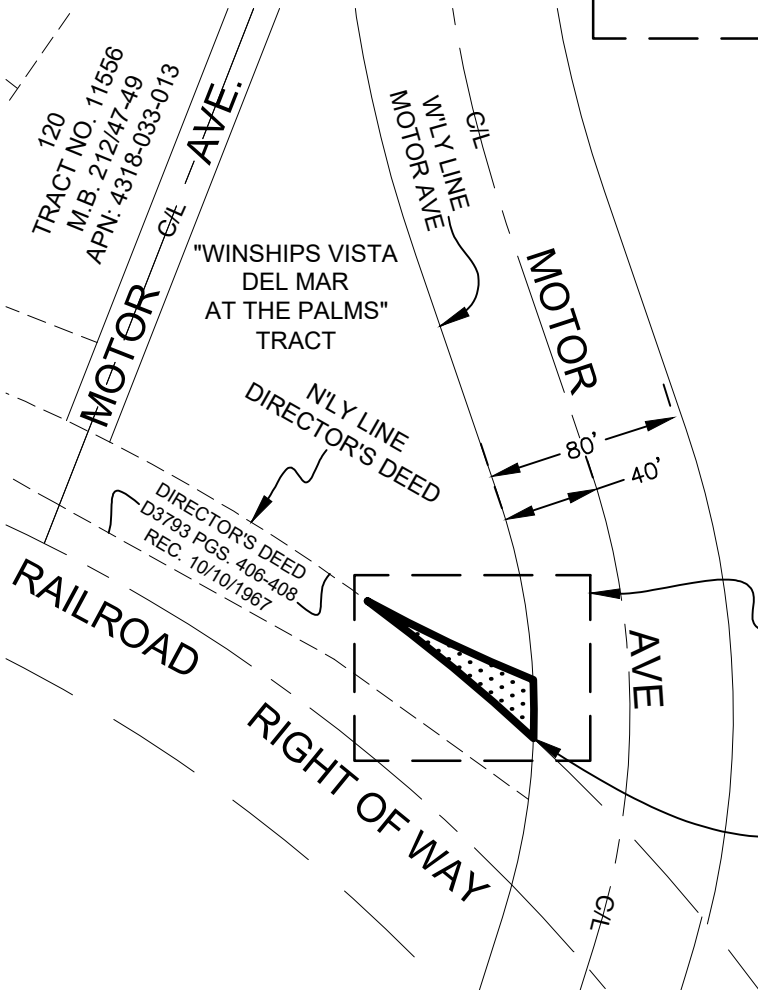 120
TRACT NO. 11556
M.B. 212/47-49
APN: 4318-033-013
MOTOR AVE.
C/L
"WINSHIPS VISTA
DEL MAR
AT THE PALMS"
TRACT
W'LY LINE
MOTOR AVE
C/L
MOTOR AVE
N'LY LINE
DIRECTOR'S DEED
80'
40'
DIRECTOR'S DEED
D3793 PGS. 406-408
REC. 10/10/1967
RAILROAD RIGHT OF WAY
C/L